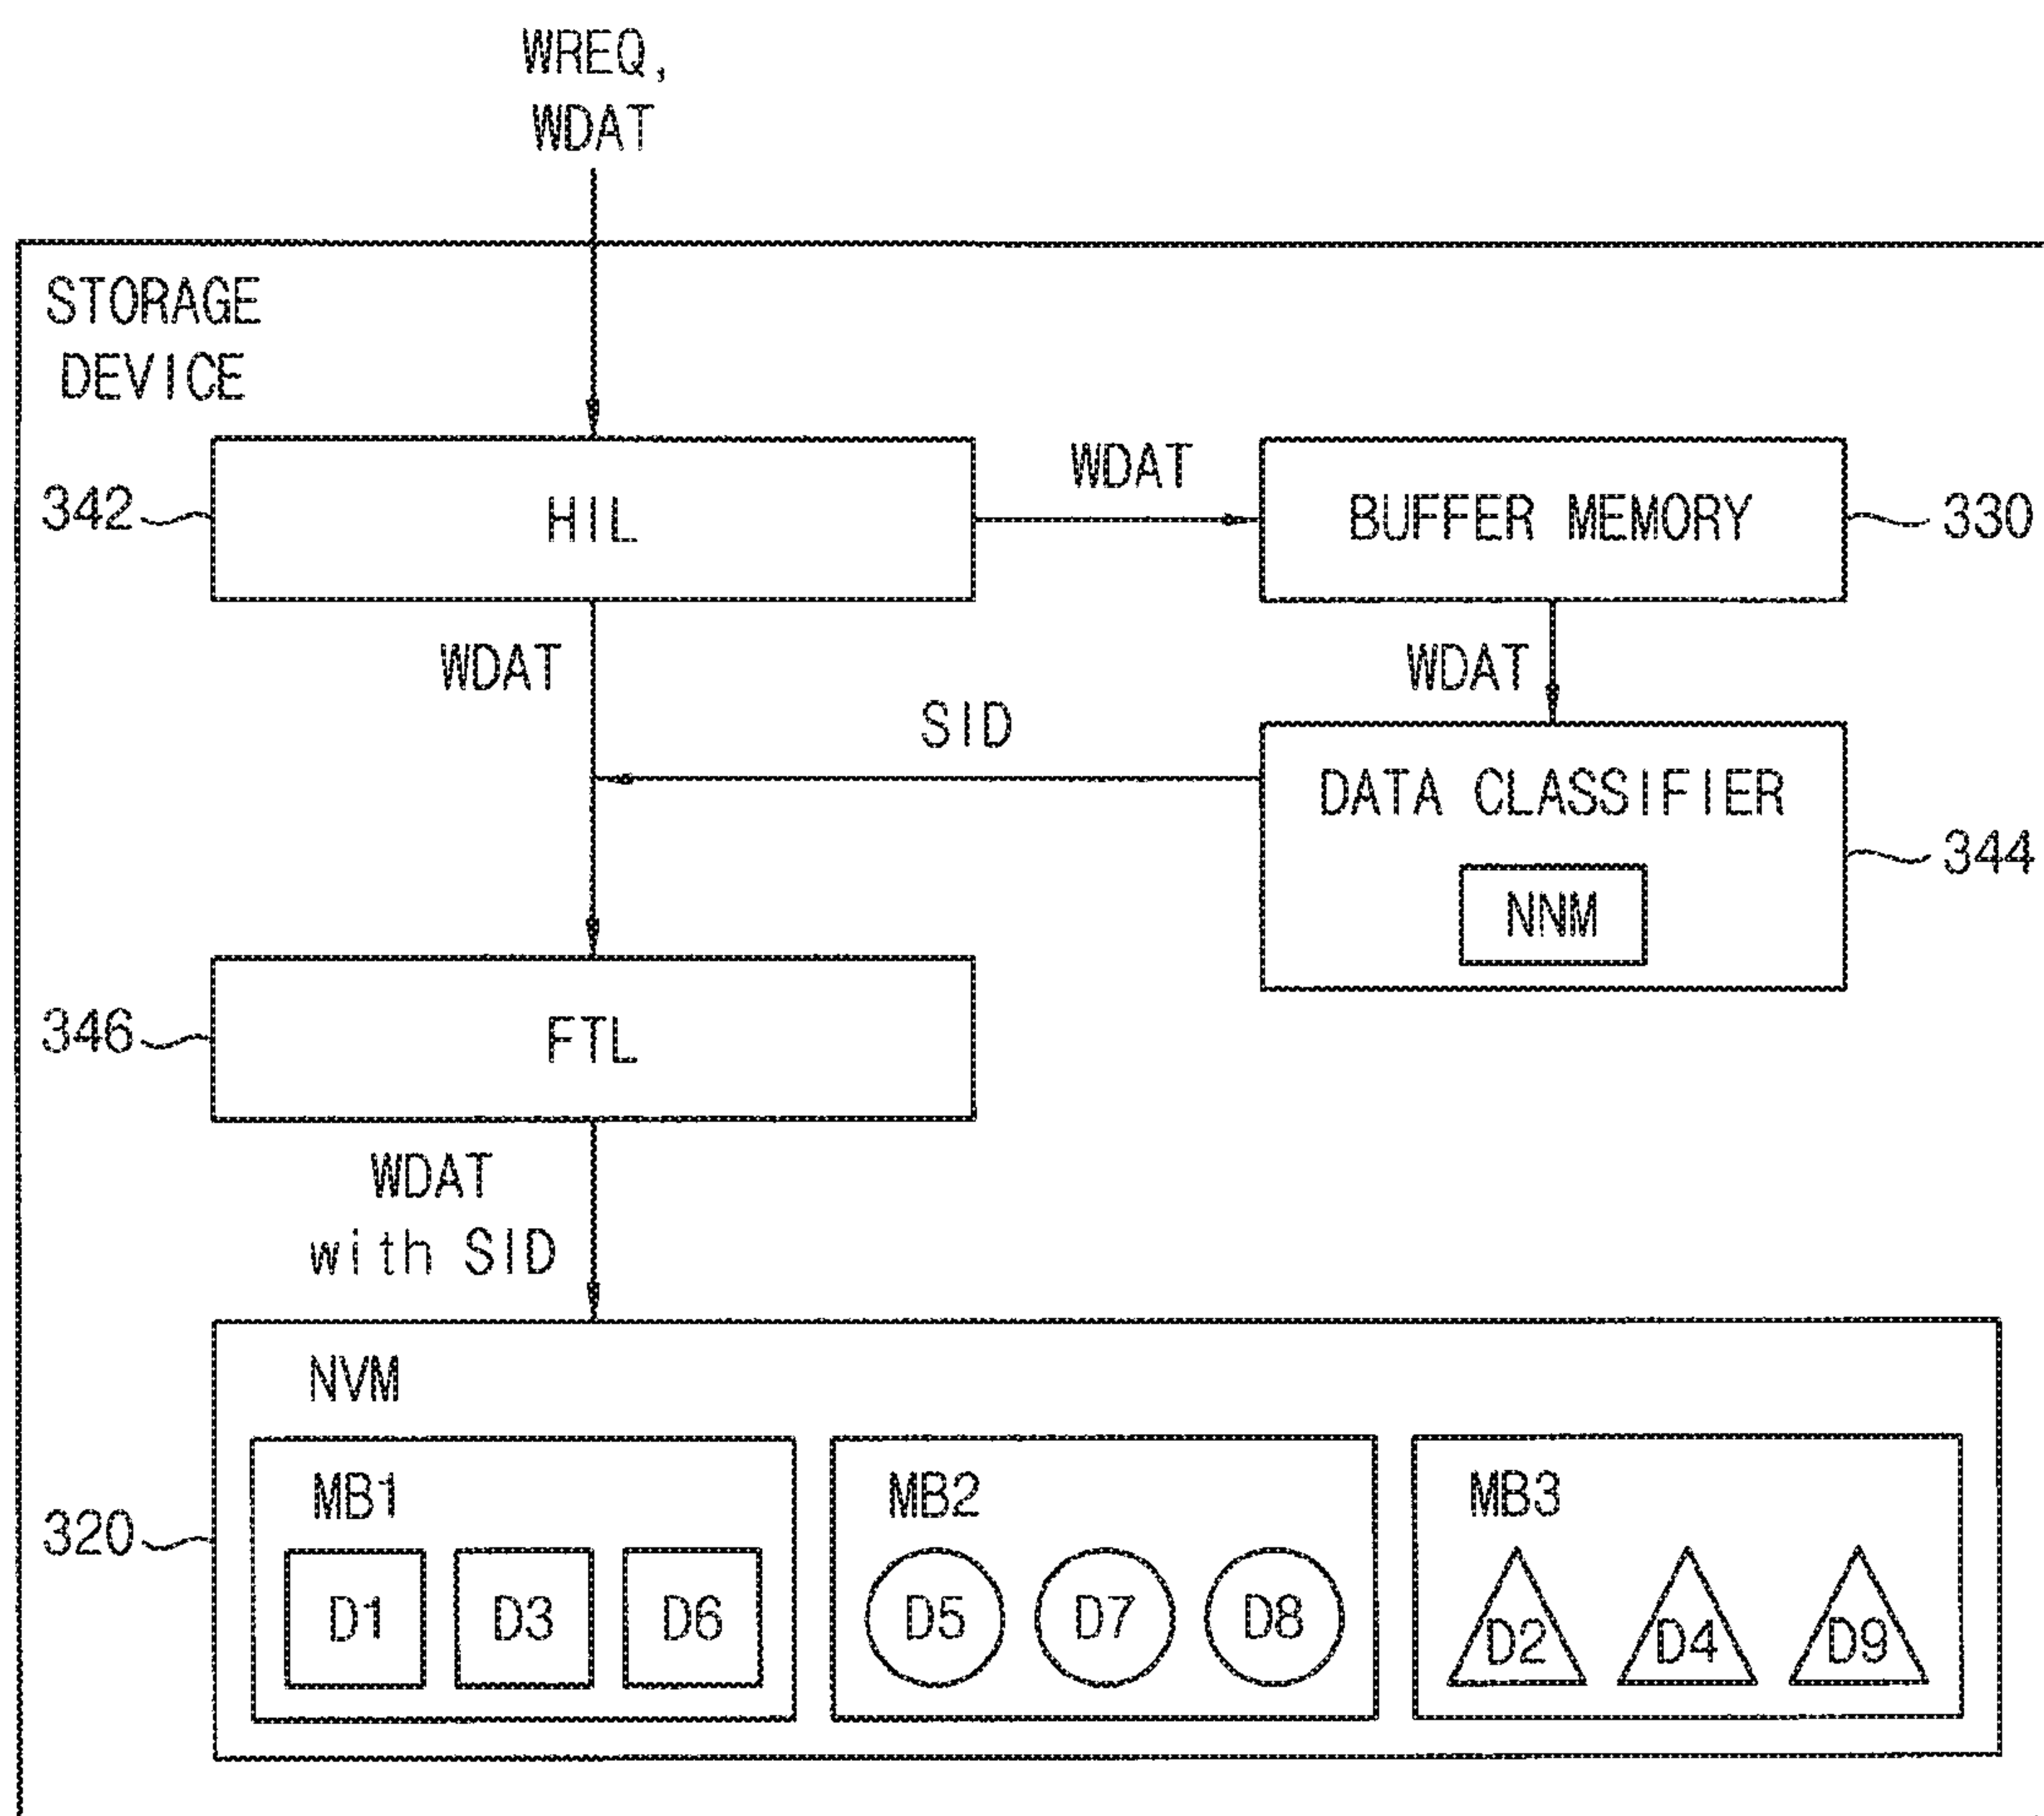 WREQ,
WDAT
STORAGE
DEVICE
342
HIL
WDAT
BUFFER MEMORY
330
WDAT
WDAT
SID
DATA CLASSIFIER
344
NNM
346
FTL
WDAT
with SID
NVM
320
MB1
D1 D3 D6
MB2
D5 D7 D8
MB3
D2 D4 D9